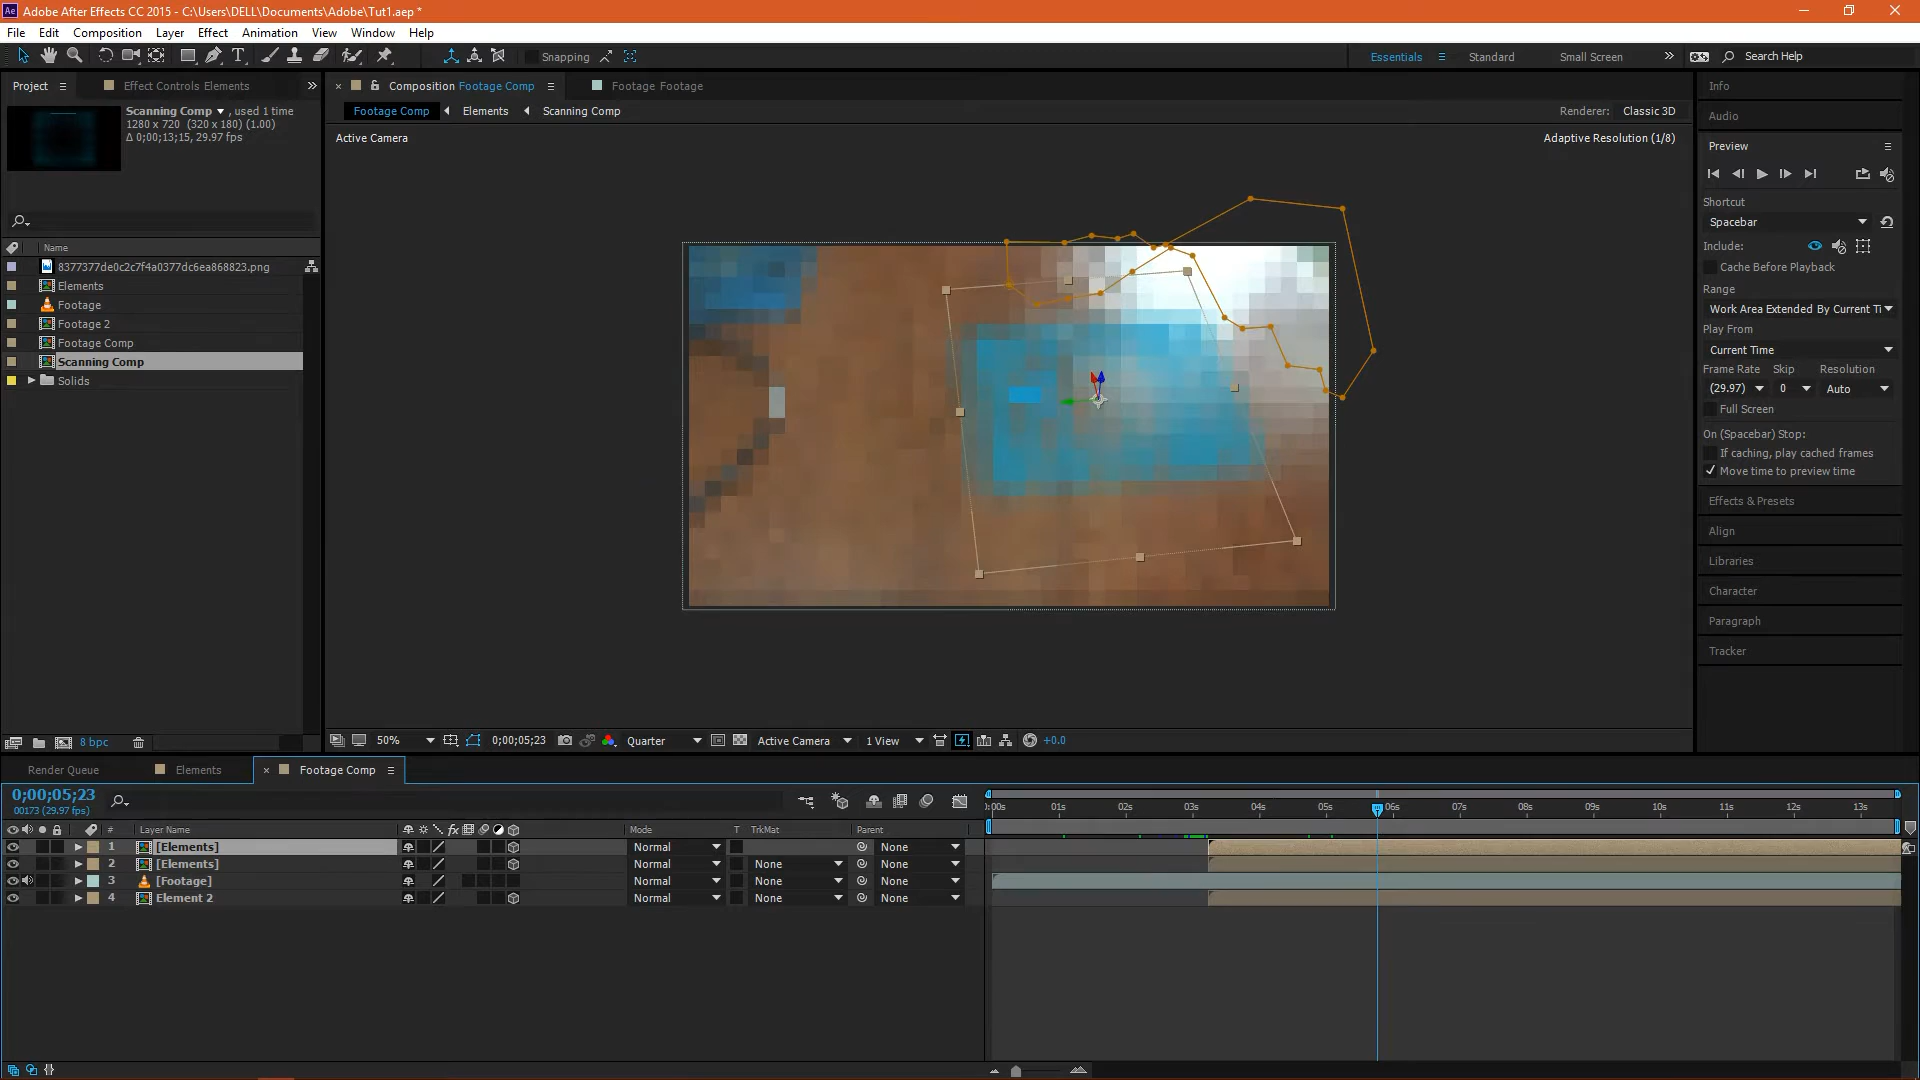 Adobe After Effects CC 2015 - C:\Users\DELL\Documents\Adobe\Tut1.aep *
File Edit Composition Layer Effect Animation View Window Help
Snapping Essentials Standard Small Screen Search Help
Project Effect Controls Elements Composition Footage Comp Footage Footage Info
Scanning Comp , used 1 time
1280 x 720 (320 x 180) (1.00)
Δ 0;00;13;15, 29.97 fps
Footage Comp Elements Scanning Comp Renderer: Classic 3D
Active Camera Adaptive Resolution (1/8)
Name
8377377de0c2c7f4a0377dc6ea868823.png
Elements
Footage
Footage 2
Footage Comp
Scanning Comp
Solids
Audio
Preview
Shortcut
Spacebar
Include:
Cache Before Playback
Range
Work Area Extended By Current Ti
Play From
Current Time
Frame Rate Skip Resolution
(29.97) 0 Auto
Full Screen
On (Spacebar) Stop:
If caching, play cached frames
Move time to preview time
Effects & Presets
Align
Libraries
Character
Paragraph
Tracker
8 bpc 50% 0;00;05;23 Quarter Active Camera 1 View +0.0
Render Queue Elements Footage Comp
0;00;05;23
00173 (29.97 fps)
:00s 01s 02s 03s 04s 05s 06s 07s 08s 09s 10s 11s 12s 13s
# Layer Name Mode T TrkMat Parent
1 [Elements] Normal None
2 [Elements] Normal None None
3 [Footage] Normal None None
4 Element 2 Normal None None